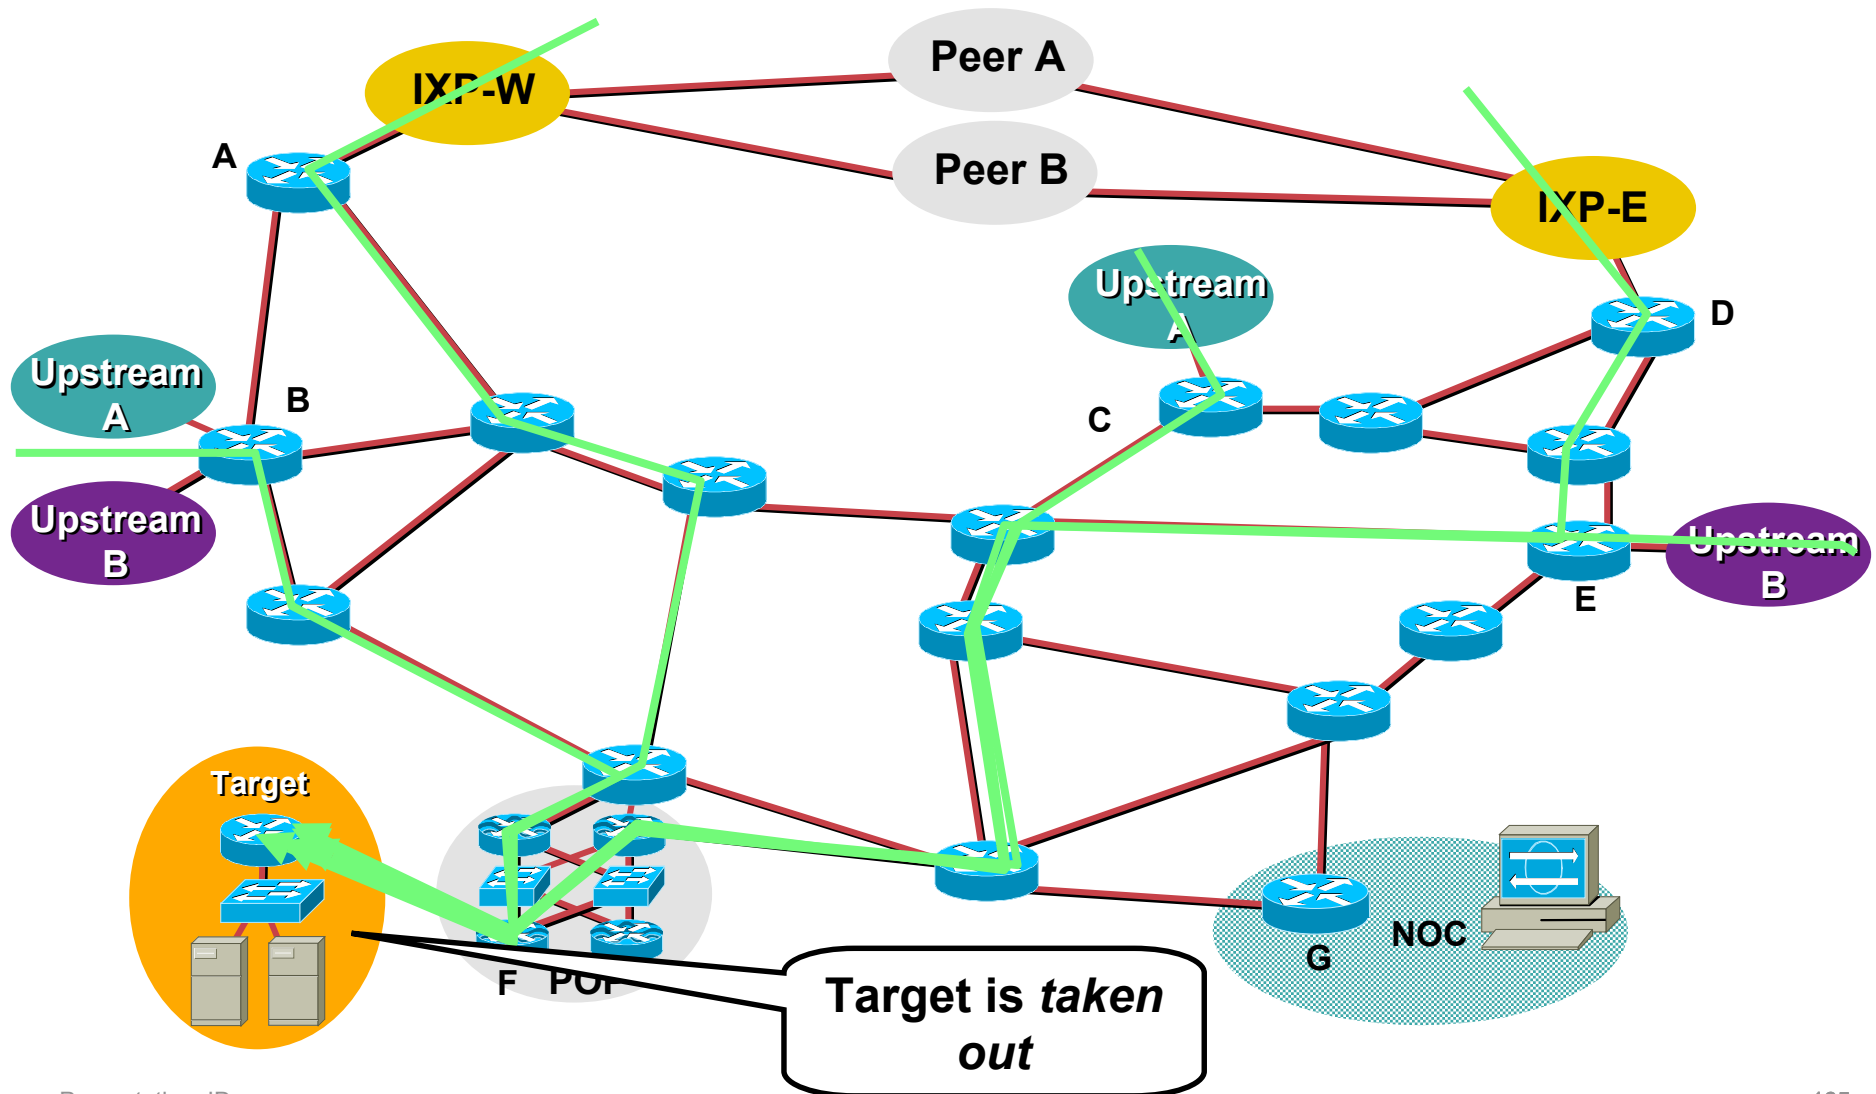 Peer A
IXP-W
A
Peer B
IXP-E
Upstream
A
D
Upstream
A
B
C
Upstream
B
Upstream
B
E
Target
NOC
G
F
Target is taken
out